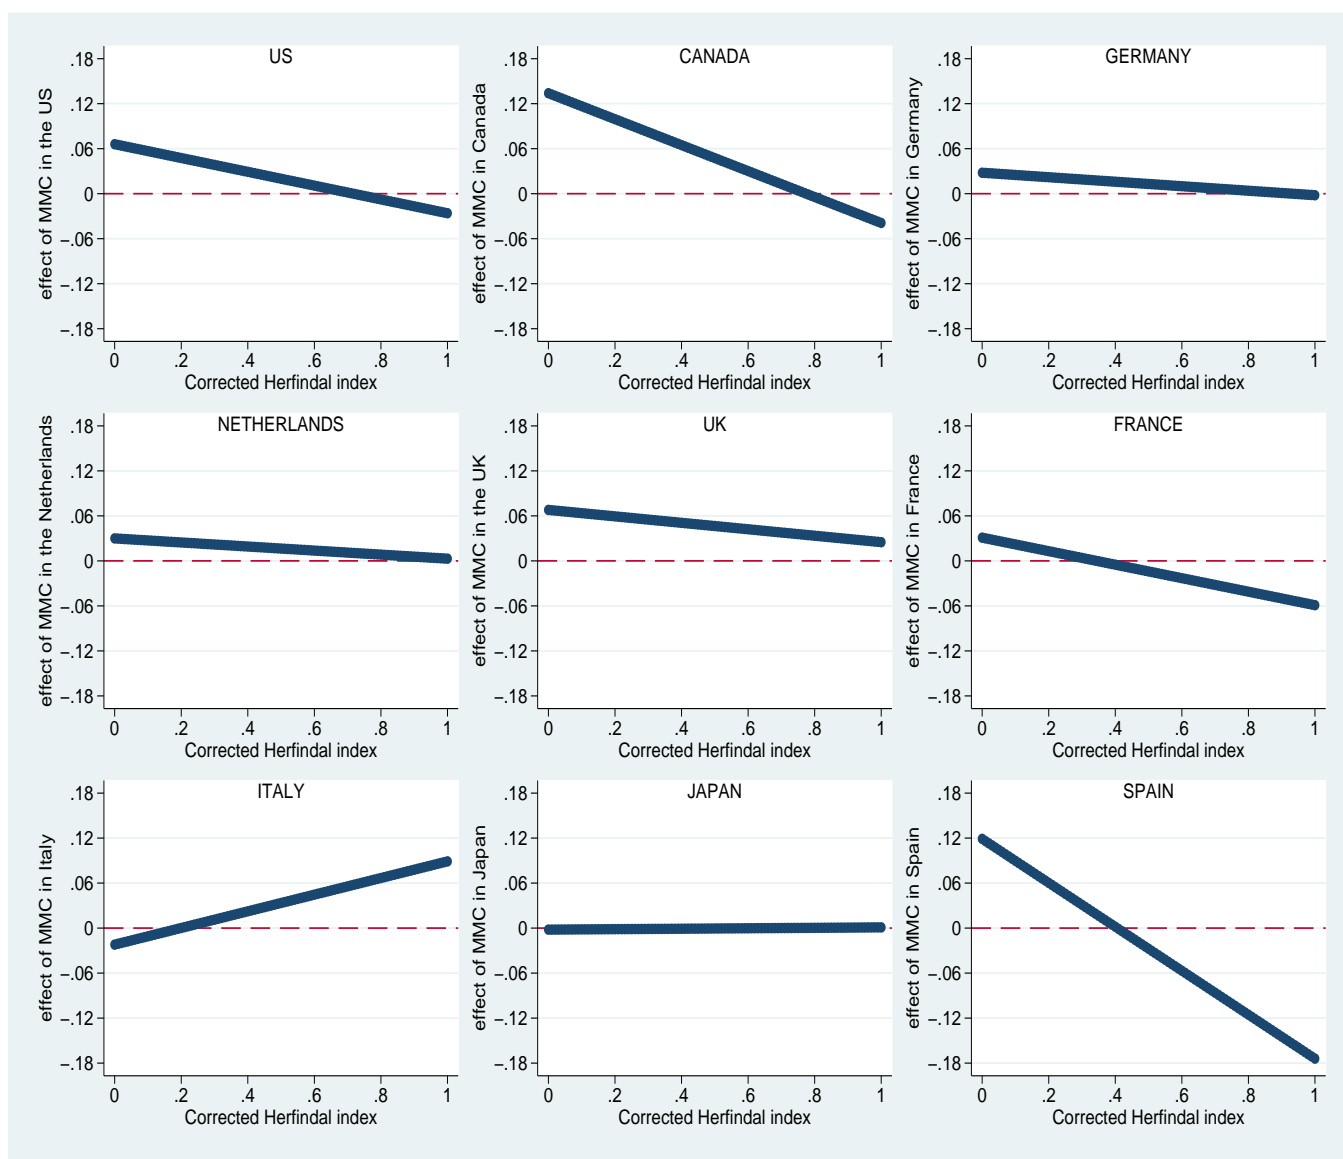 US
effect of MMC in the US
.18
.12
.06
0
−.06
−.12
−.18
0 .2 .4 .6 .8 1
Corrected Herfindal index
CANADA
effect of MMC in Canada
.18
.12
.06
0
−.06
−.12
−.18
0 .2 .4 .6 .8 1
Corrected Herfindal index
GERMANY
effect of MMC in Germany
.18
.12
.06
0
−.06
−.12
−.18
0 .2 .4 .6 .8 1
Corrected Herfindal index
NETHERLANDS
effect of MMC in the Netherlands
.18
.12
.06
0
−.06
−.12
−.18
0 .2 .4 .6 .8 1
Corrected Herfindal index
UK
effect of MMC in the UK
.18
.12
.06
0
−.06
−.12
−.18
0 .2 .4 .6 .8 1
Corrected Herfindal index
FRANCE
effect of MMC in France
.18
.12
.06
0
−.06
−.12
−.18
0 .2 .4 .6 .8 1
Corrected Herfindal index
ITALY
effect of MMC in Italy
.18
.12
.06
0
−.06
−.12
−.18
0 .2 .4 .6 .8 1
Corrected Herfindal index
JAPAN
effect of MMC in Japan
.18
.12
.06
0
−.06
−.12
−.18
0 .2 .4 .6 .8 1
Corrected Herfindal index
SPAIN
effect of MMC in Spain
.18
.12
.06
0
−.06
−.12
−.18
0 .2 .4 .6 .8 1
Corrected Herfindal index